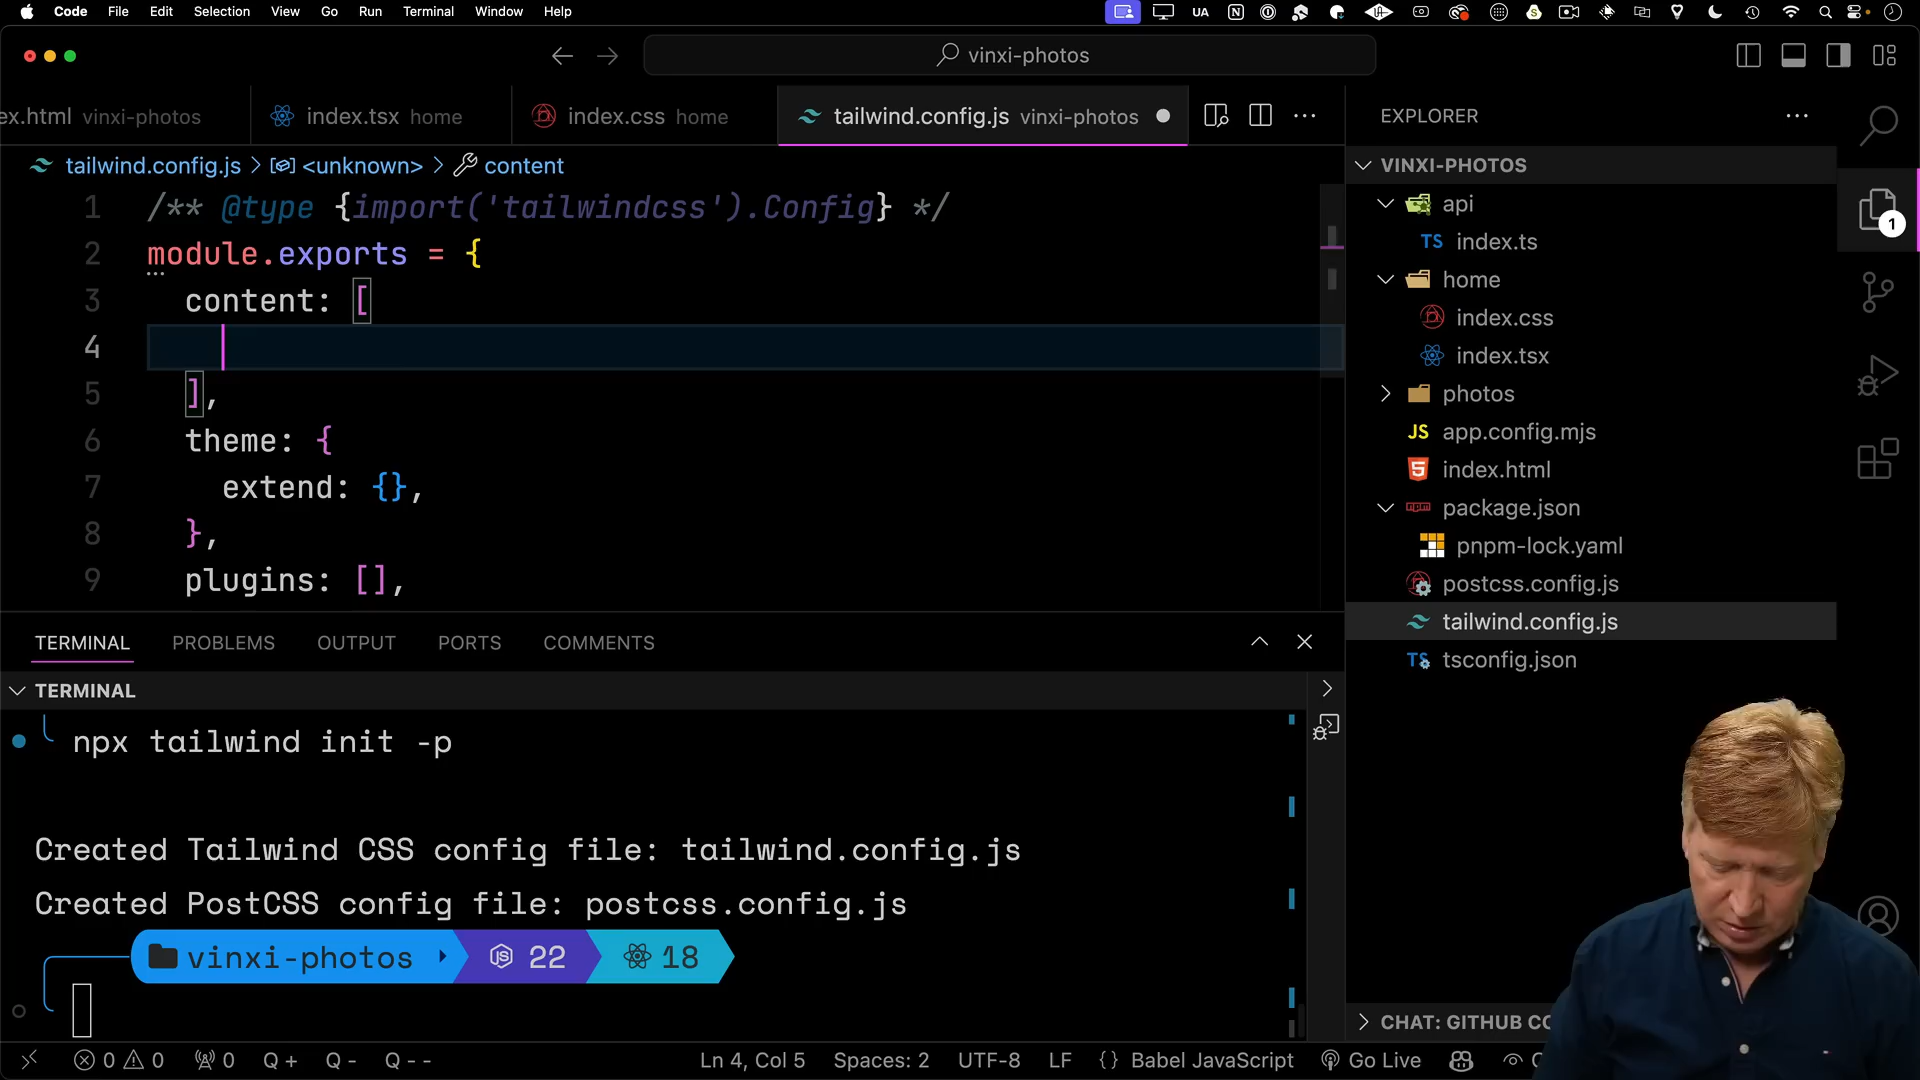 Code File Edit Selection View Go Run Terminal Window Help
UA
vinxi-photos
ex.html vinxi-photos
index.tsx home
index.css home
tailwind.config.js vinxi-photos
tailwind.config.js > <unknown> > content
1 /** @type {import('tailwindcss').Config} */
2 module.exports = {
3 content: [
4
5 ],
6 theme: {
7 extend: {},
8 },
9 plugins: [],
TERMINAL PROBLEMS OUTPUT PORTS COMMENTS
TERMINAL
npx tailwind init -p
Created Tailwind CSS config file: tailwind.config.js
Created PostCSS config file: postcss.config.js
vinxi-photos 22 18
EXPLORER
VINXI-PHOTOS
api
TS index.ts
home
index.css
index.tsx
photos
JS app.config.mjs
index.html
package.json
pnpm-lock.yaml
postcss.config.js
tailwind.config.js
TS tsconfig.json
1
CHAT: GITHUB CO
0 0 0 Q + Q - Q -- Ln 4, Col 5 Spaces: 2 UTF-8 LF {} Babel JavaScript Go Live